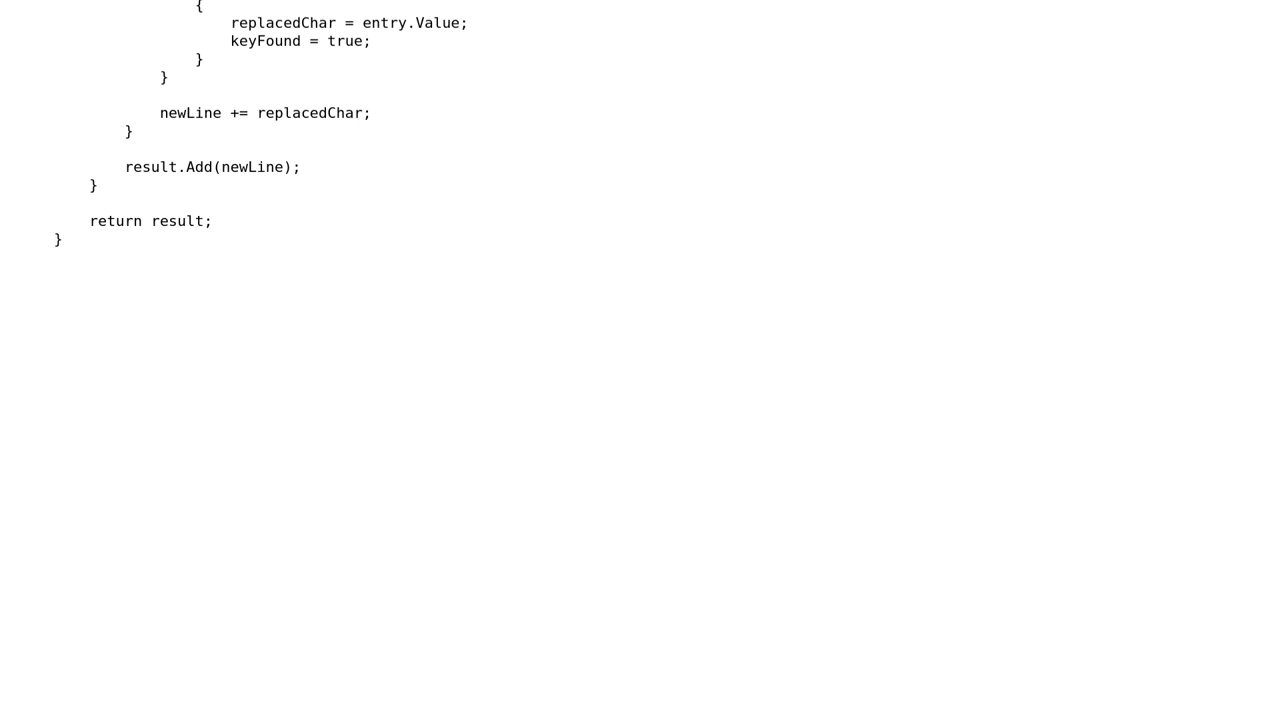 {
replacedChar = entry.Value;
keyFound = true;
}
}
newLine += replacedChar;
}
result.Add(newLine);
}
return result;
}